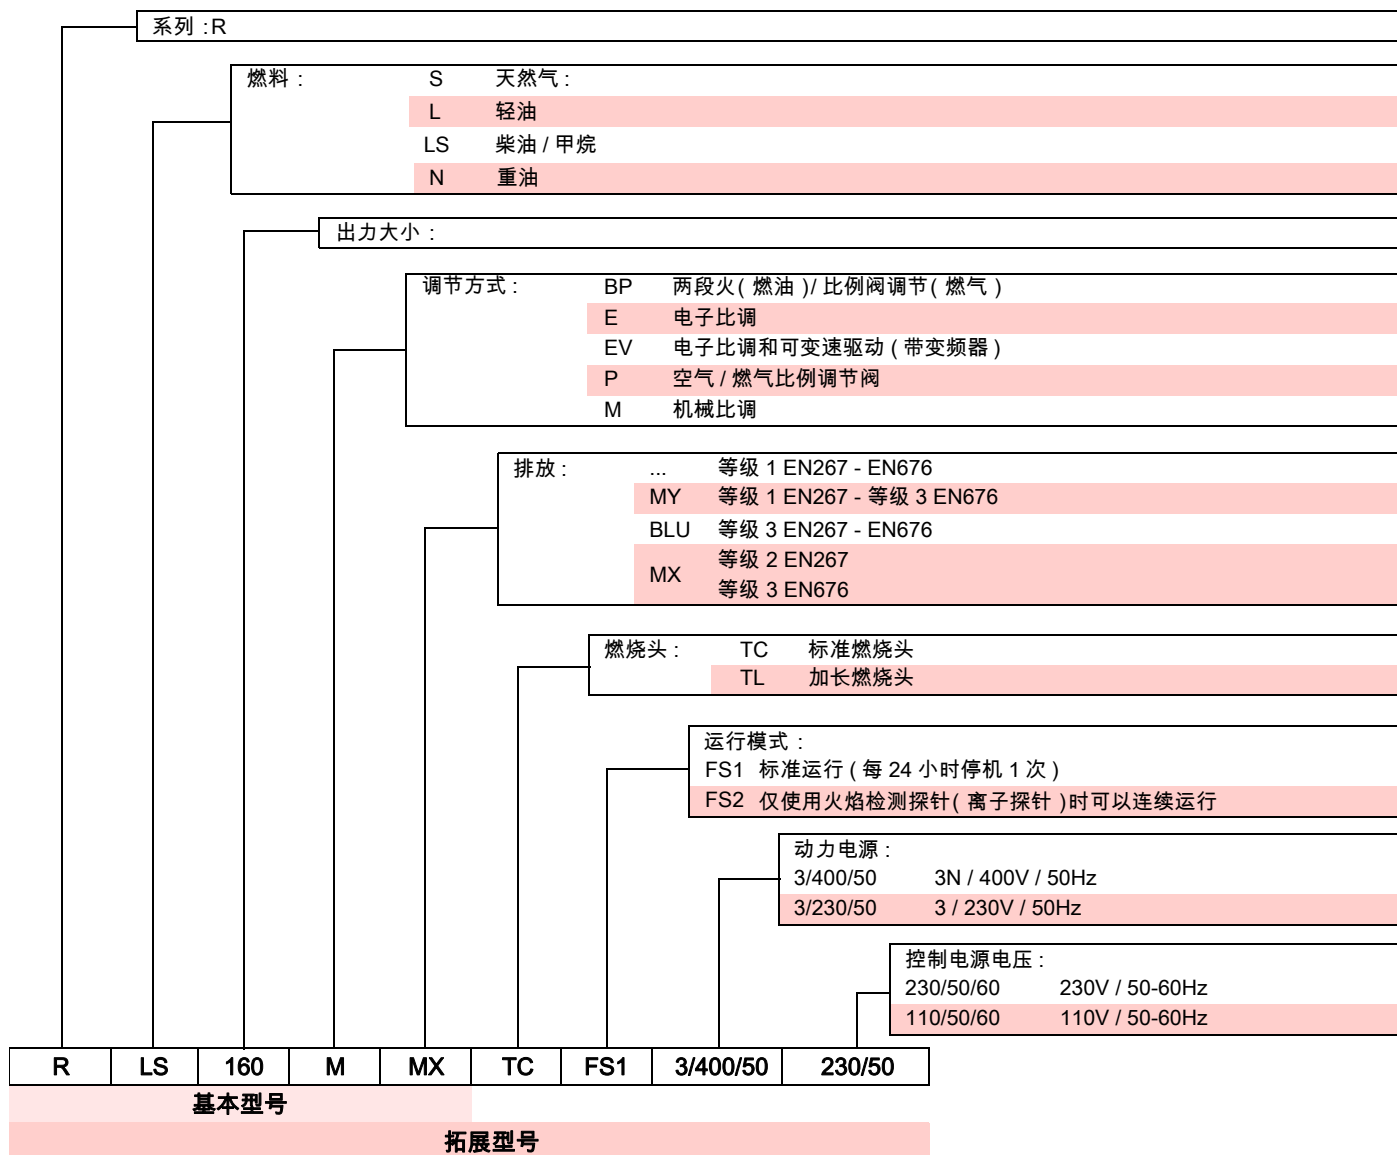 系列 : R
燃料 : S 天然气 :
L 轻油
LS 柴油 / 甲烷
N 重油
出力大小 :
调节方式 : BP 两段火( 燃油 )/ 比例阀调节( 燃气 )
E 电子比调
EV 电子比调和可变速驱动 ( 带变频器 )
P 空气 / 燃气比例调节阀
M 机械比调
排放 : ... 等级 1 EN267 - EN676
MY 等级 1 EN267 - 等级 3 EN676
BLU 等级 3 EN267 - EN676
MX 等级 2 EN267
等级 3 EN676
燃烧头 : TC 标准燃烧头
TL 加长燃烧头
运行模式 :
FS1 标准运行 ( 每 24 小时停机 1 次 )
FS2 仅使用火焰检测探针( 离子探针 )时可以连续运行
动力电源 :
3/400/50 3N / 400V / 50Hz
3/230/50 3 / 230V / 50Hz
控制电源电压 :
230/50/60 230V / 50-60Hz
110/50/60 110V / 50-60Hz
R LS 160 M MX TC FS1 3/400/50 230/50
基本型号
拓展型号